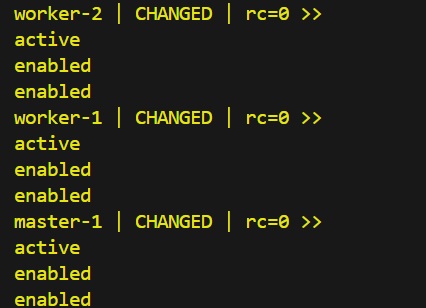 worker-2 | CHANGED | rc=0 >>
active
enabled
enabled
worker-1 | CHANGED | rc=0 >>
active
enabled
enabled
master-1 | CHANGED | rc=0 >>
active
enabled
enabled